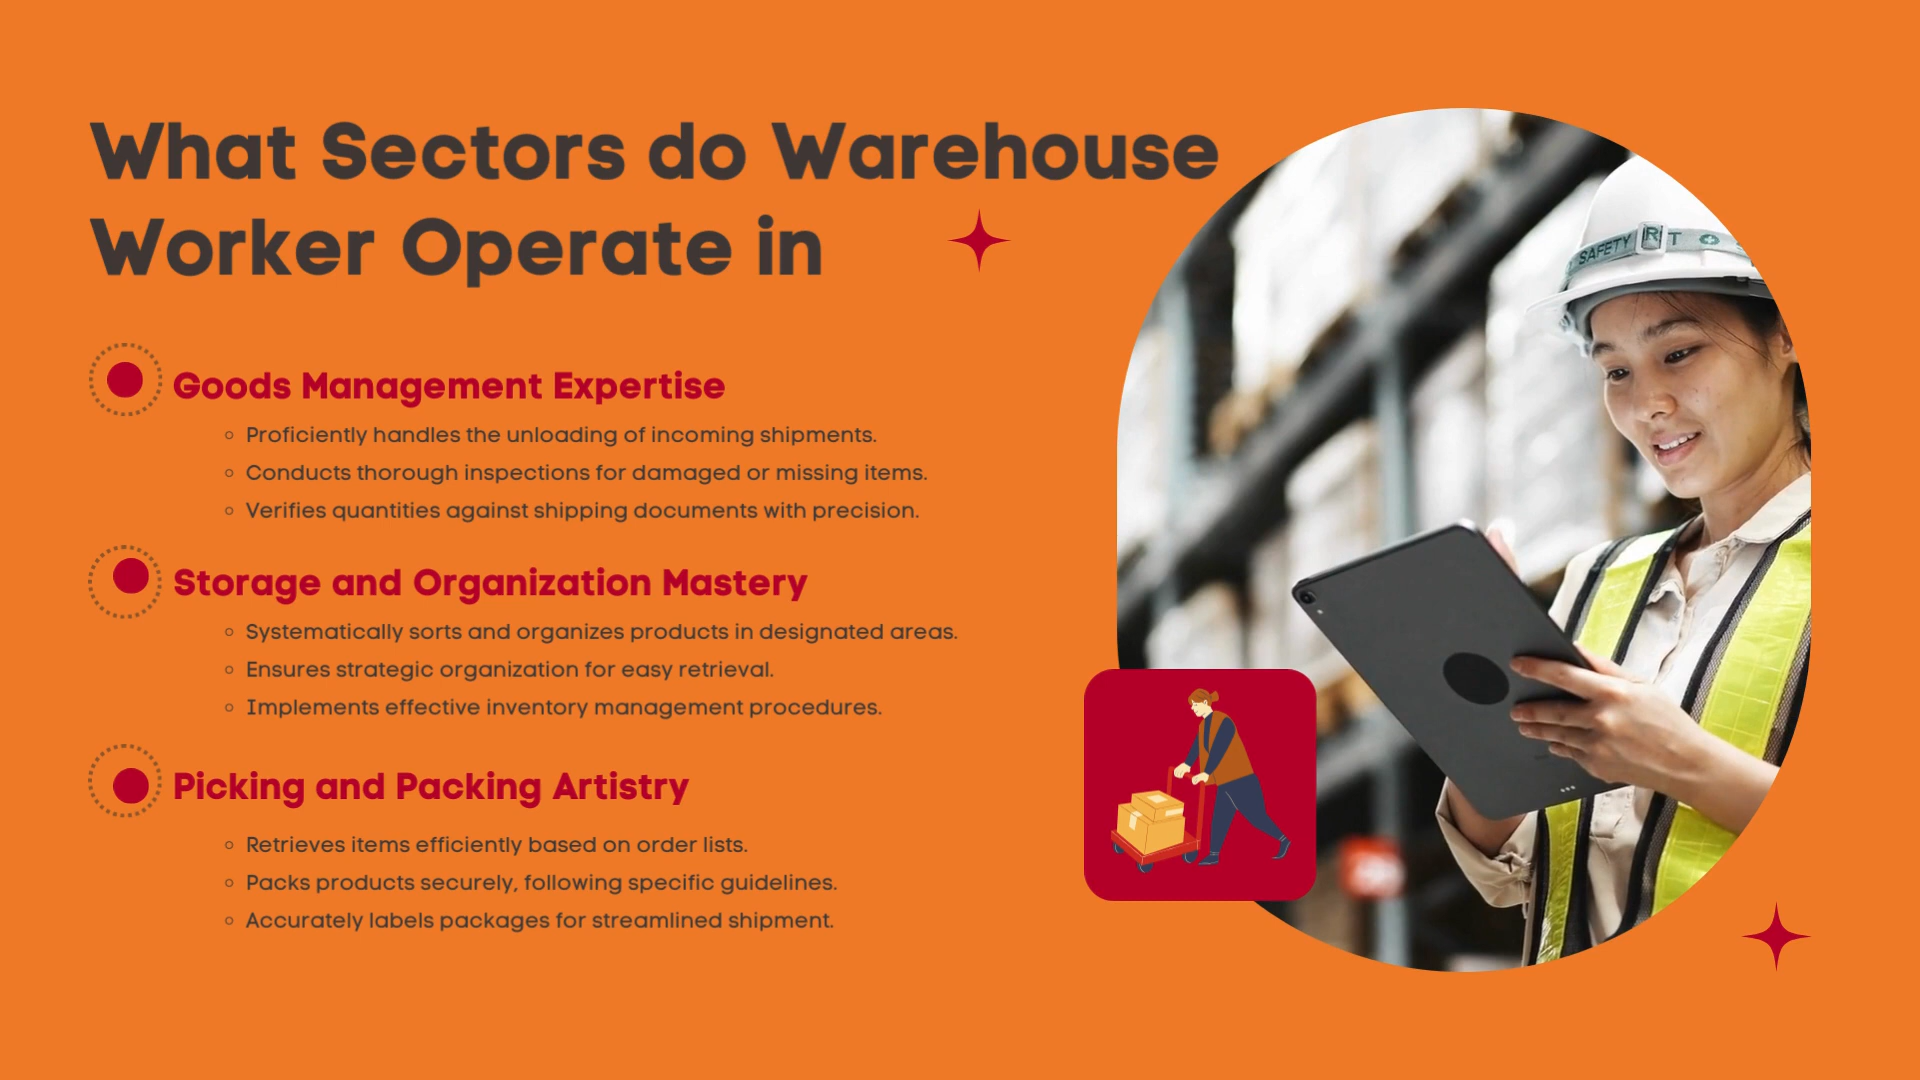 What Sectors do Warehouse
Worker Operate in
Goods Management Expertise
Proficiently handles the unloading of incoming shipments.
Conducts thorough inspections for damaged or missing items.
Verifies quantities against shipping documents with precision.
Storage and Organization Mastery
Systematically sorts and organizes products in designated areas.
Ensures strategic organization for easy retrieval.
Implements effective inventory management procedures.
Picking and Packing Artistry
Retrieves items efficiently based on order lists.
Packs products securely, following specific guidelines.
Accurately labels packages for streamlined shipment.
SAFETY